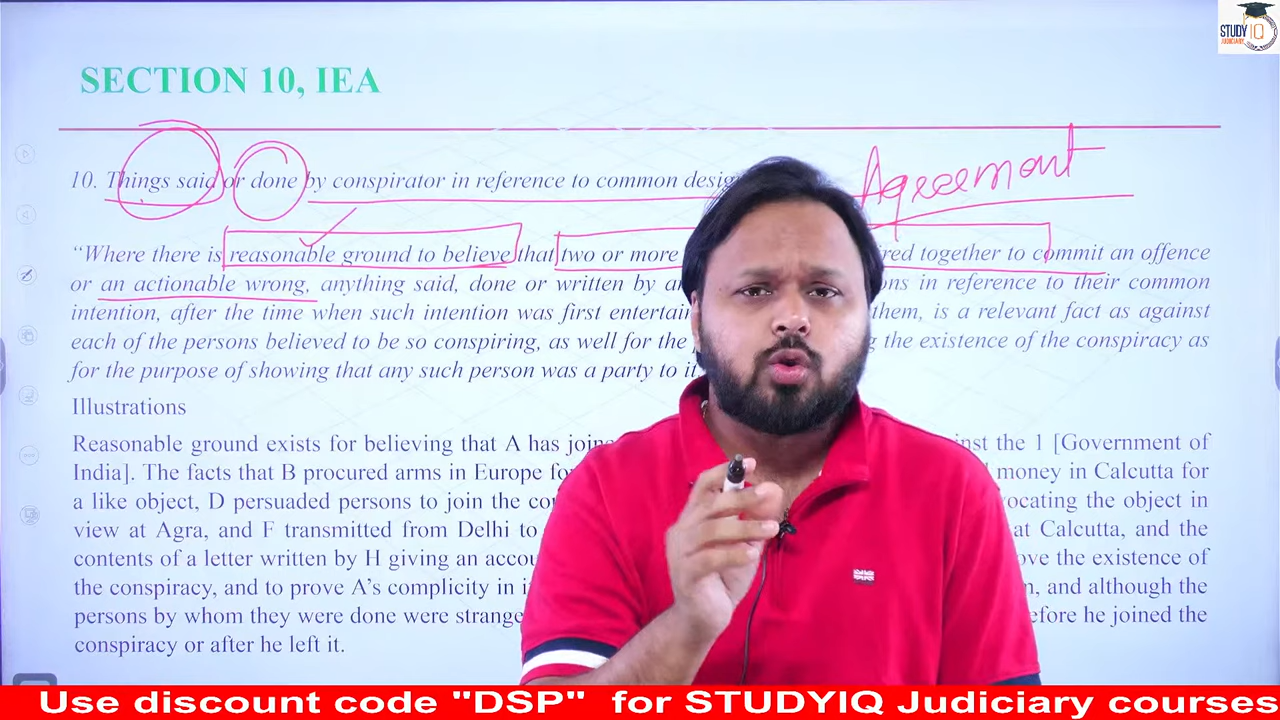 STUDY IQ
JUDICIARY
SECTION 10, IEA
Agreement
10. Things said or done by conspirator in reference to common desig
“Where there is reasonable ground to believe that two or more red together to commit an offence
or an actionable wrong, anything said, done or written by an ons in reference to their common
intention, after the time when such intention was first entertain them, is a relevant fact as against
each of the persons believed to be so conspiring, as well for the g the existence of the conspiracy as
for the purpose of showing that any such person was a party to it
Illustrations
Reasonable ground exists for believing that A has join inst the 1 [Government of
India]. The facts that B procured arms in Europe fo money in Calcutta for
a like object, D persuaded persons to join the co ocating the object in
view at Agra, and F transmitted from Delhi to at Calcutta, and the
contents of a letter written by H giving an accou ove the existence of
the conspiracy, and to prove A’s complicity in i n, and although the
persons by whom they were done were strange efore he joined the
conspiracy or after he left it.
Use discount code "DSP" for STUDYIQ Judiciary courses